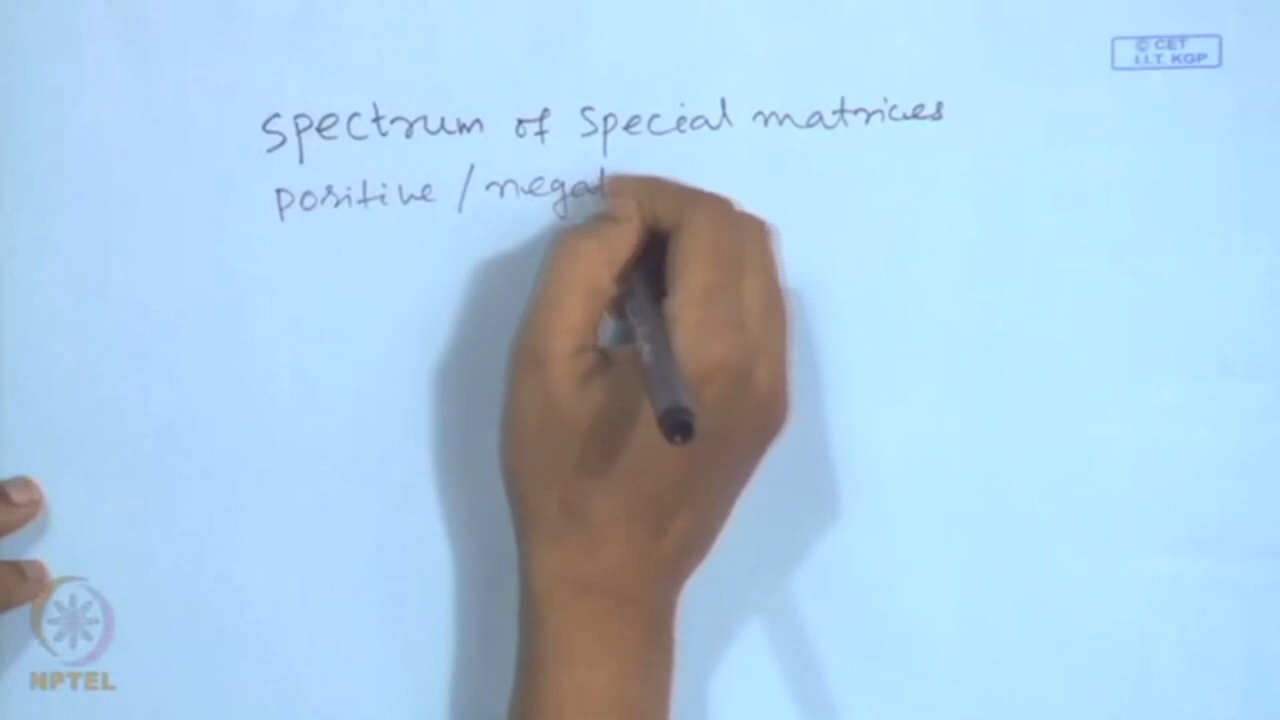 © CET
I.I.T. KGP
spectrum of special matrices
positive / negat
NPTEL